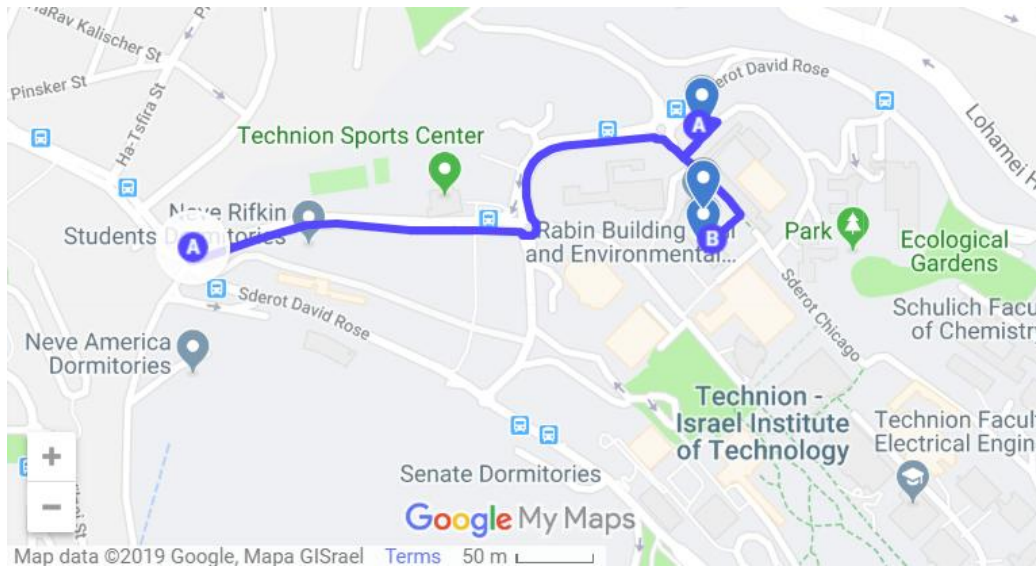 HaRav Kalischer St
Pinsker St
Ha-Tsfira St
Technion Sports Center
Sderot David Rose
Lohamei
A
Neve Rifkin
Students Dormitories
A
B
Rabin Building
and Environmental...
Park
Ecological
Gardens
Sderot David Rose
Sderot Chicago
Schulich Facu
of Chemistry
Neve America
Dormitories
Technion -
Israel Institute
of Technology
Technion Facul
Electrical Engin
Senate Dormitories
+
−
Google My Maps
Map data ©2019 Google, Mapa GISrael Terms 50 m